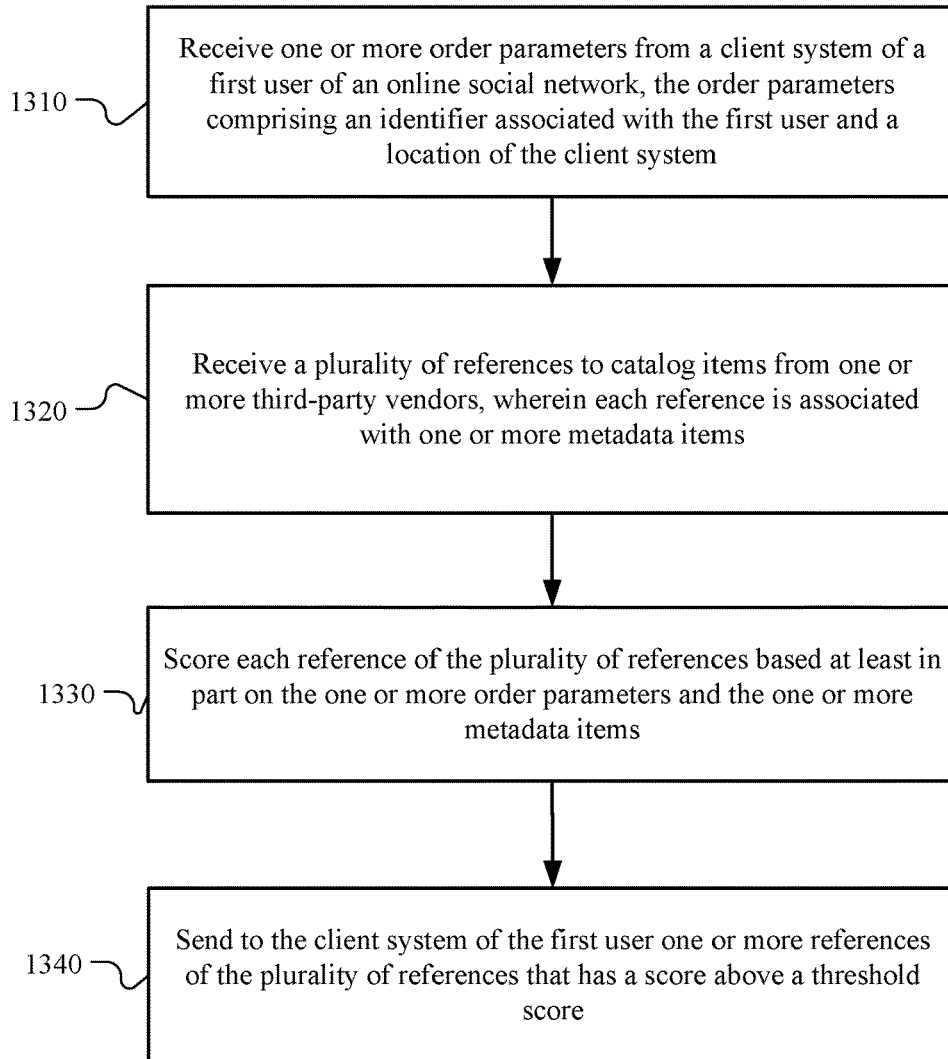 Receive one or more order parameters from a client system of a
first user of an online social network, the order parameters
1310
comprising an identifier associated with the first user and a
location of the client system
Receive a plurality of references to catalog items from one or
1320
more third-party vendors, wherein each reference is associated
with one or more metadata items
Score each reference of the plurality of references based at least in
1330
part on the one or more order parameters and the one or more
metadata items
Send to the client system of the first user one or more references
1340
of the plurality of references that has a score above a threshold
score